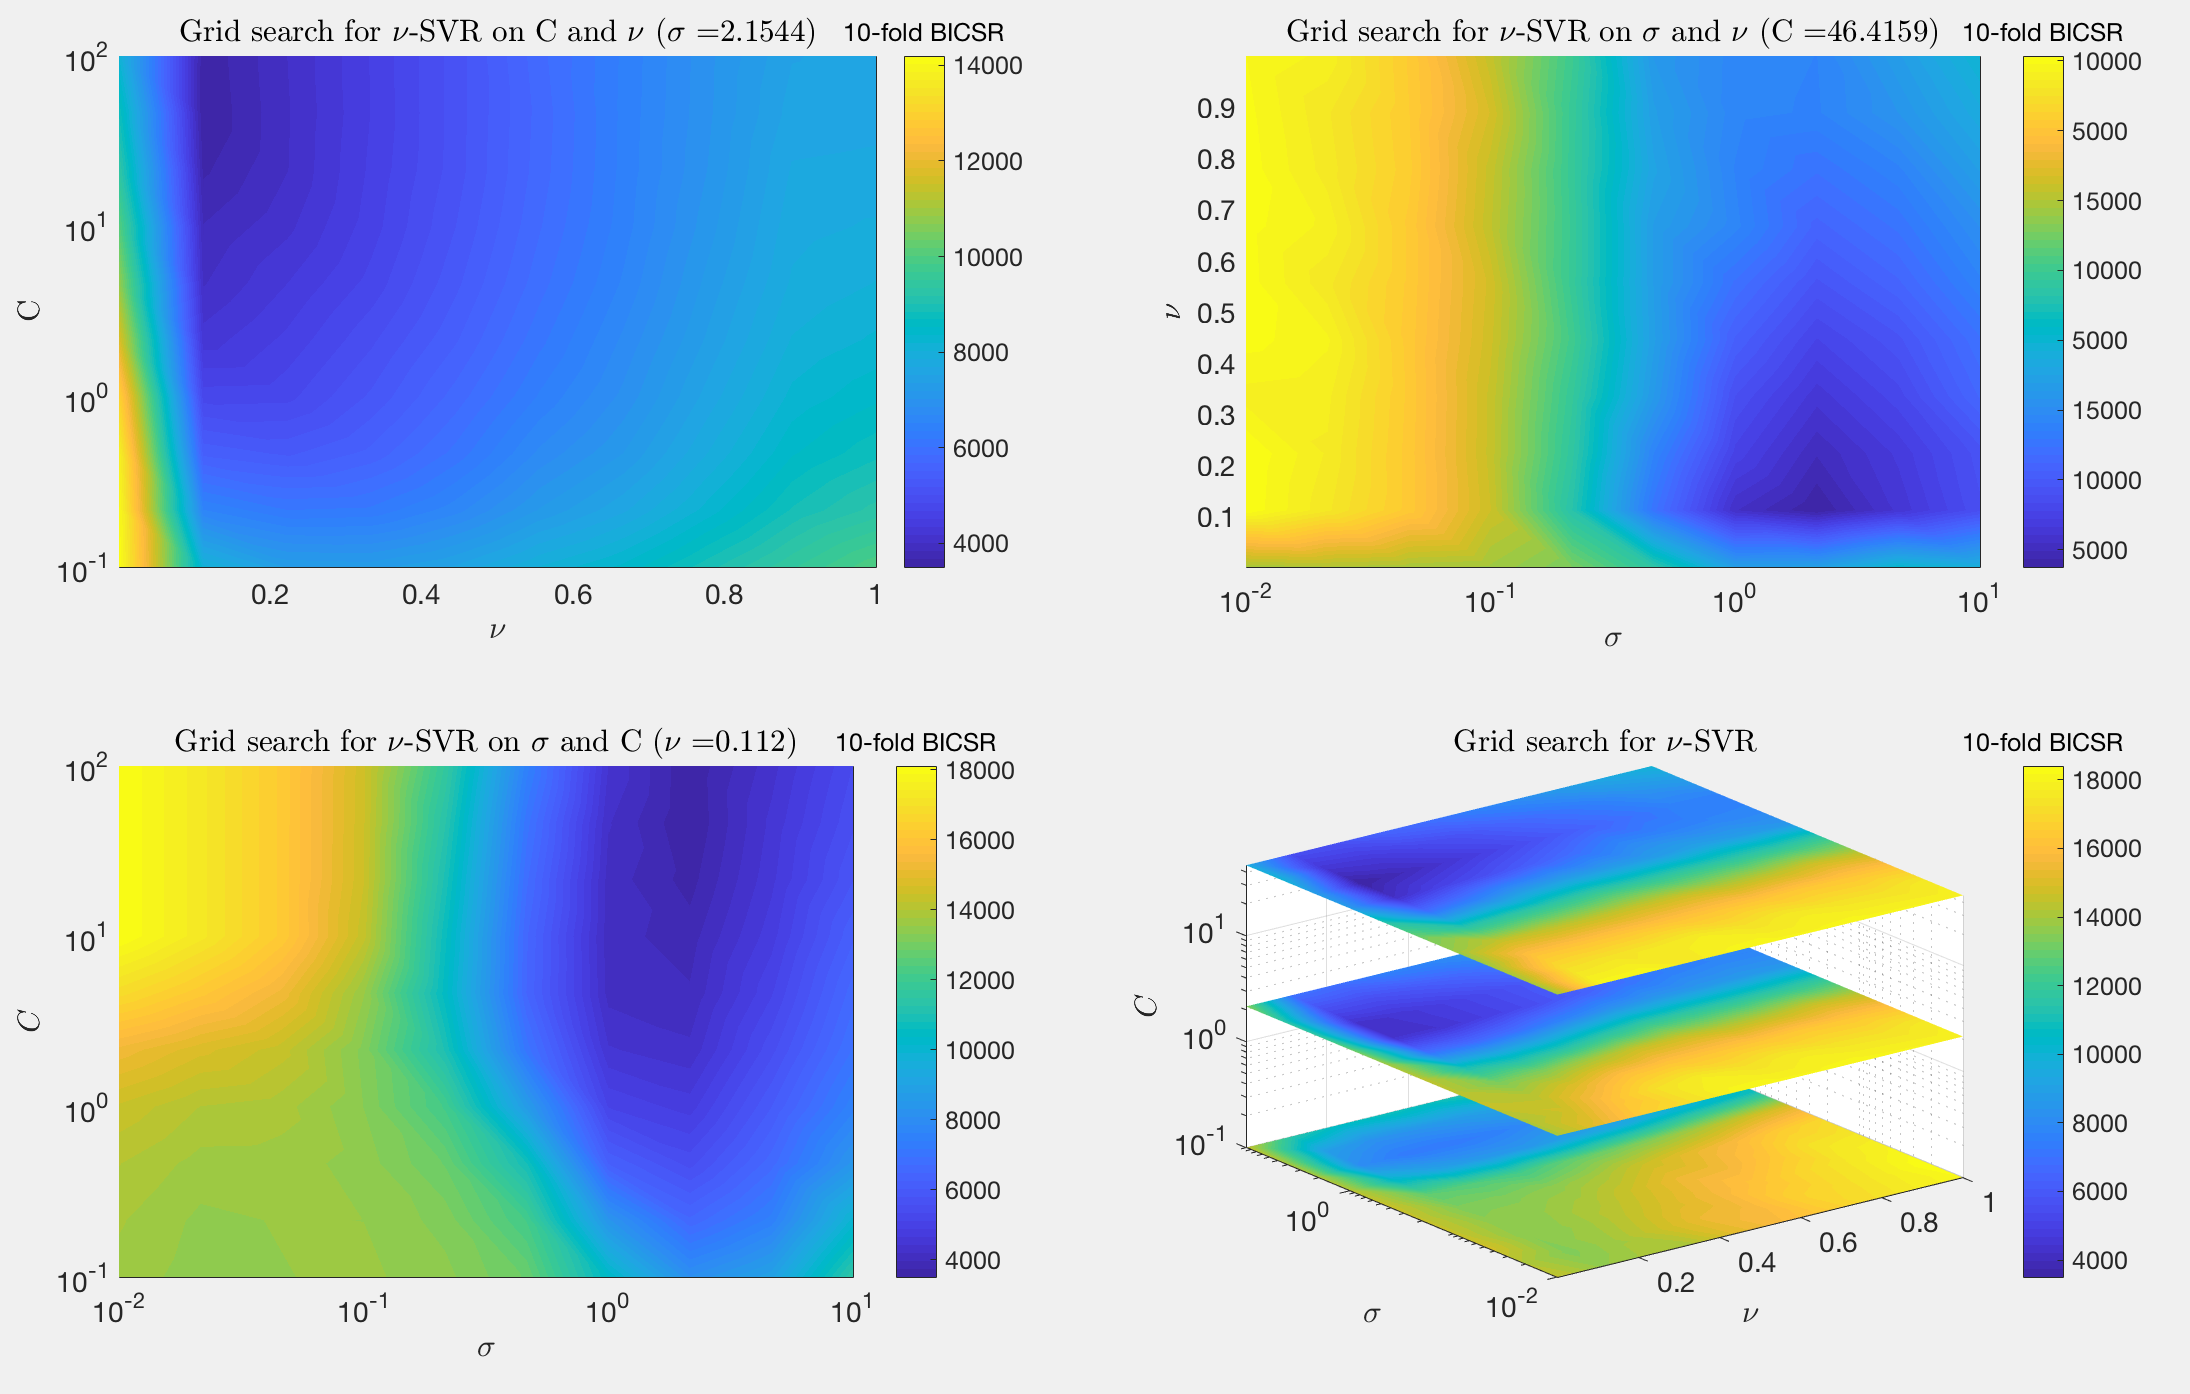 Grid search for ν-SVR on C and ν (σ =2.1544)
10-fold BICSR
10^2
10^1
10^0
10^-1
C
0.2 0.4 0.6 0.8 1
ν
14000
12000
10000
8000
6000
4000
Grid search for ν-SVR on σ and ν (C =46.4159)
10-fold BICSR
0.9
0.8
0.7
0.6
0.5
0.4
0.3
0.2
0.1
ν
10^-2 10^-1 10^0 10^1
σ
10000
5000
15000
10000
5000
15000
10000
5000
Grid search for ν-SVR on σ and C (ν =0.112)
10-fold BICSR
10^2
10^1
10^0
10^-1
C
10^-2 10^-1 10^0 10^1
σ
18000
16000
14000
12000
10000
8000
6000
4000
Grid search for ν-SVR
10-fold BICSR
10^1
10^0
10^-1
C
10^0
10^-2
σ
0.2 0.4 0.6 0.8 1
ν
18000
16000
14000
12000
10000
8000
6000
4000